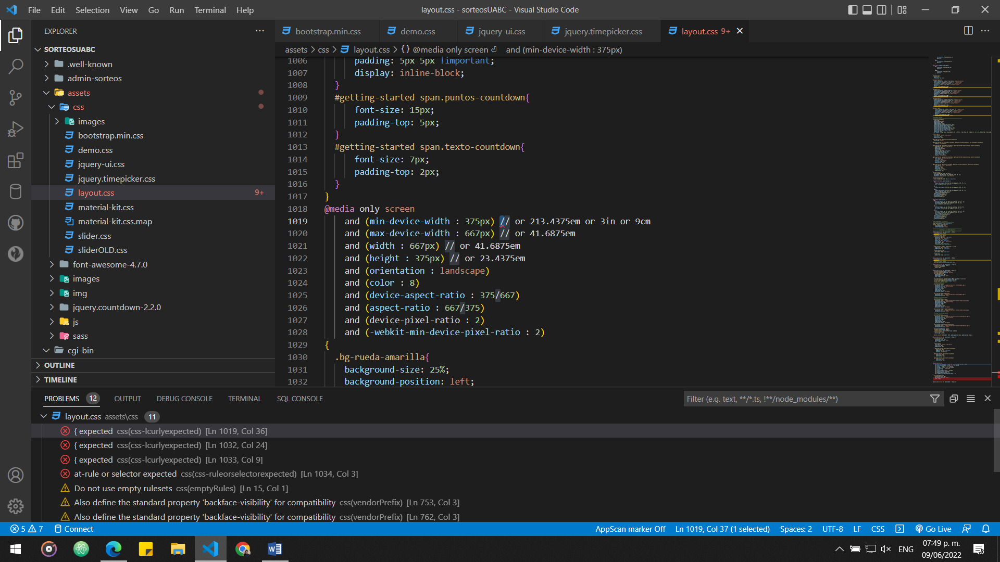 File Edit Selection View Go Run Terminal Help
layout.css - sorteosUABC - Visual Studio Code
EXPLORER
SORTEOSUABC
.well-known
admin-sorteos
assets
css
images
bootstrap.min.css
demo.css
jquery-ui.css
jquery.timepicker.css
layout.css 9+
material-kit.css
material-kit.css.map
slider.css
sliderOLD.css
font-awesome-4.7.0
images
img
jquery.countdown-2.2.0
js
sass
cgi-bin
OUTLINE
TIMELINE
bootstrap.min.css demo.css jquery-ui.css jquery.timepicker.css layout.css 9+
assets > css > layout.css > {} @media only screen ⏎ and (min-device-width : 375px)
1006 padding: 5px 5px !important;
1007 display: inline-block;
1008 }
1009 #getting-started span.puntos-countdown{
1010 font-size: 15px;
1011 padding-top: 5px;
1012 }
1013 #getting-started span.texto-countdown{
1014 font-size: 7px;
1015 padding-top: 2px;
1016 }
1017 }
1018 @media only screen
1019 and (min-device-width : 375px) // or 213.4375em or 3in or 9cm
1020 and (max-device-width : 667px) // or 41.6875em
1021 and (width : 667px) // or 41.6875em
1022 and (height : 375px) // or 23.4375em
1023 and (orientation : landscape)
1024 and (color : 8)
1025 and (device-aspect-ratio : 375/667)
1026 and (aspect-ratio : 667/375)
1027 and (device-pixel-ratio : 2)
1028 and (-webkit-min-device-pixel-ratio : 2)
1029 {
1030 .bg-rueda-amarilla{
1031 background-size: 25%;
1032 background-position: left;
PROBLEMS 12 OUTPUT DEBUG CONSOLE TERMINAL SQL CONSOLE
Filter (e.g. text, **/*.ts, !**/node_modules/**)
layout.css assets\css 11
{ expected css(css-lcurlyexpected) [Ln 1019, Col 36]
{ expected css(css-lcurlyexpected) [Ln 1032, Col 24]
{ expected css(css-lcurlyexpected) [Ln 1033, Col 9]
at-rule or selector expected css(css-ruleorselectorexpected) [Ln 1034, Col 3]
Do not use empty rulesets css(emptyRules) [Ln 15, Col 1]
Also define the standard property 'backface-visibility' for compatibility css(vendorPrefix) [Ln 753, Col 3]
Also define the standard property 'backface-visibility' for compatibility css(vendorPrefix) [Ln 762, Col 3]
5 7 Connect
AppScan marker Off Ln 1019, Col 37 (1 selected) Spaces: 2 UTF-8 LF CSS Go Live
ENG
07:49 p. m.
09/06/2022